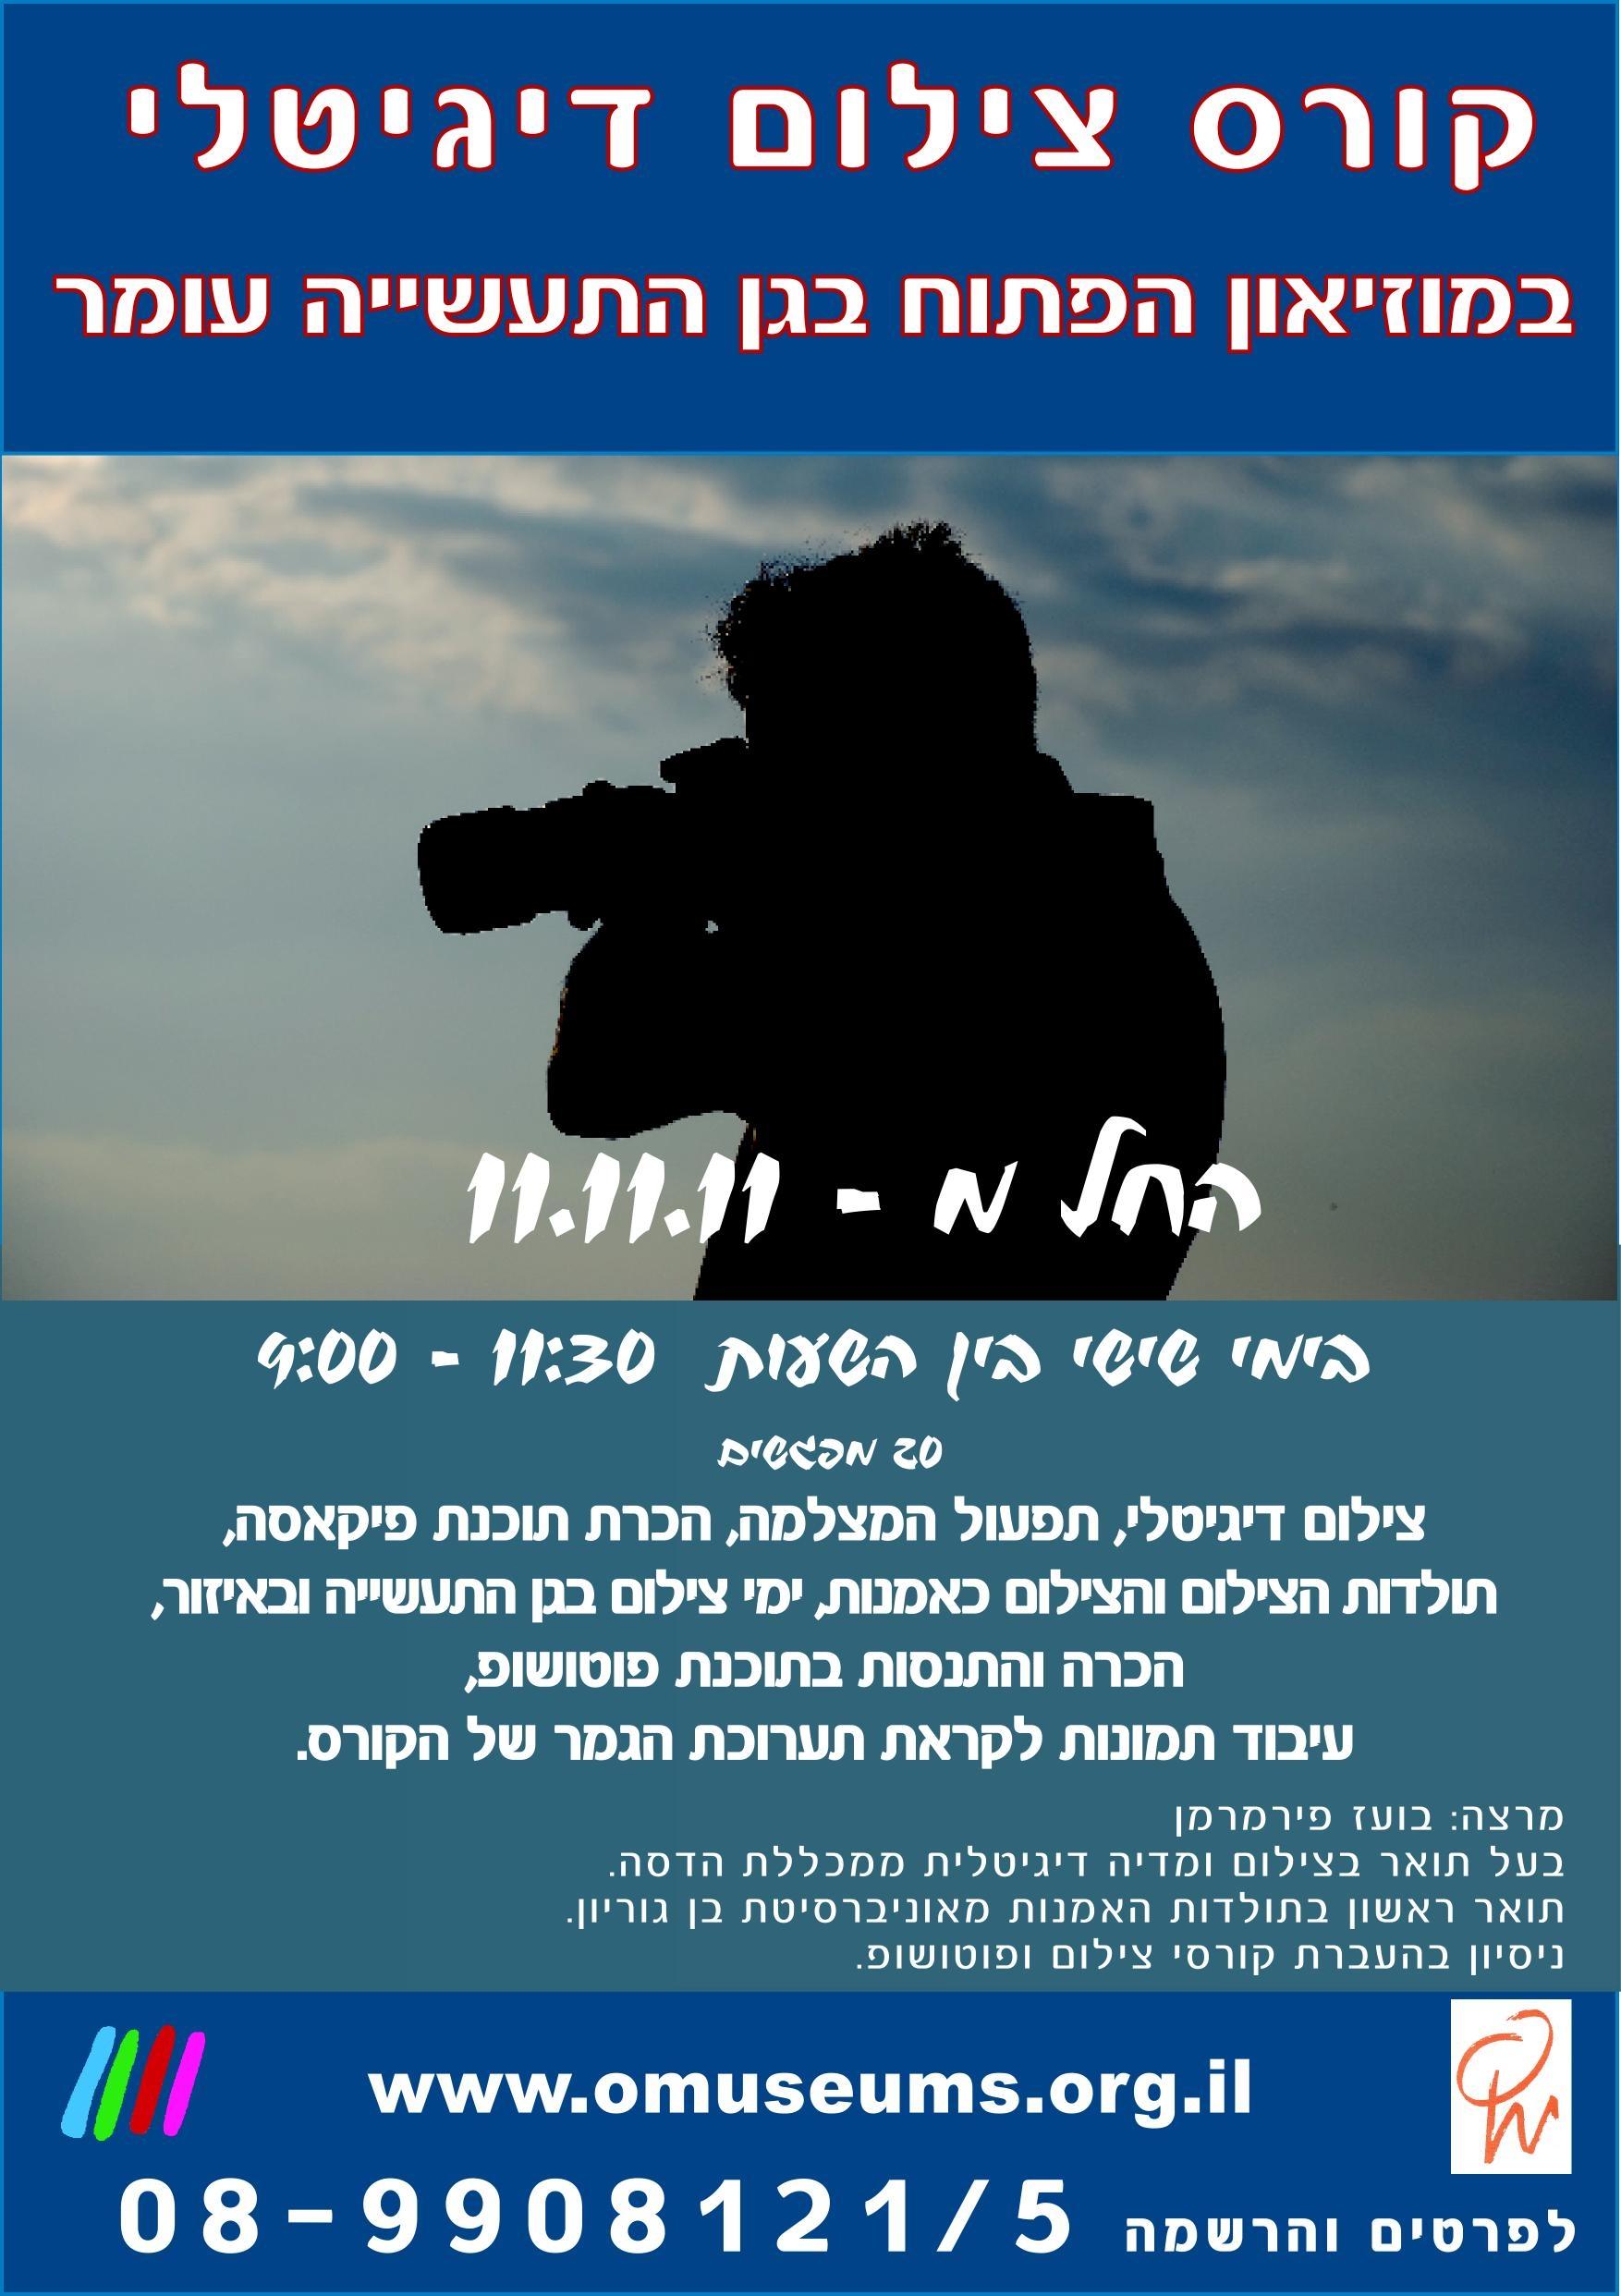 קורס צילום דיגיטלי
במוזיאון הפתוח בגן התעשייה עומר
החל מ - 11.11.11
בימי שישי בין השעות 11:30 - 9:00
20 מפגשים
צילום דיגיטלי, תפעול המצלמה, הכרת תוכנת פיקאסה,
תולדות הצילום והצילום כאמנות, ימי צילום בגן התעשייה ובאיזור,
הכרה והתנסות בתוכנת פוטושופ,
עיבוד תמונות לקראת תערוכת הגמר של הקורס.
מרצה: בועז פירמרמן
בעל תואר בצילום ומדיה דיגיטלית ממכללת הדסה.
תואר ראשון בתולדות האמנות מאוניברסיטת בן גוריון.
ניסיון בהעברת קורסי צילום ופוטושופ.
www.omuseums.org.il
לפרטים והרשמה 08-9908121/5